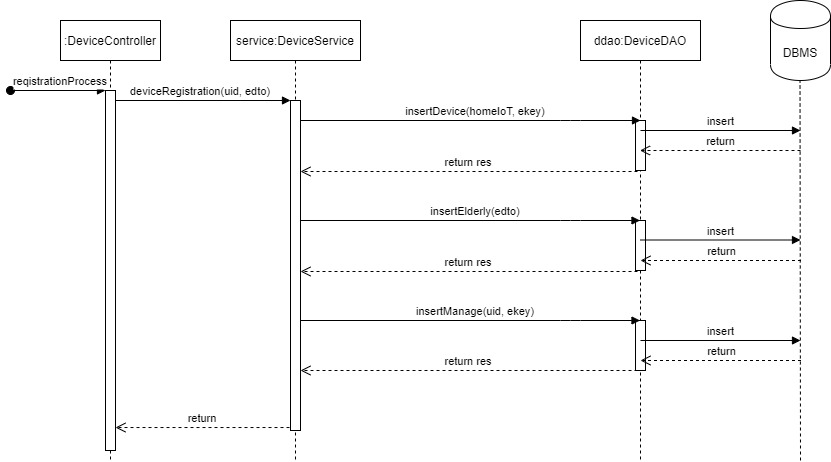 :DeviceController
service:DeviceService
ddao:DeviceDAO
DBMS
reqistrationProcess
deviceRegistration(uid, edto)
insertDevice(homeIoT, ekey)
insert
return
return res
insertElderly(edto)
insert
return
return res
insertManage(uid, ekey)
insert
return
return res
return